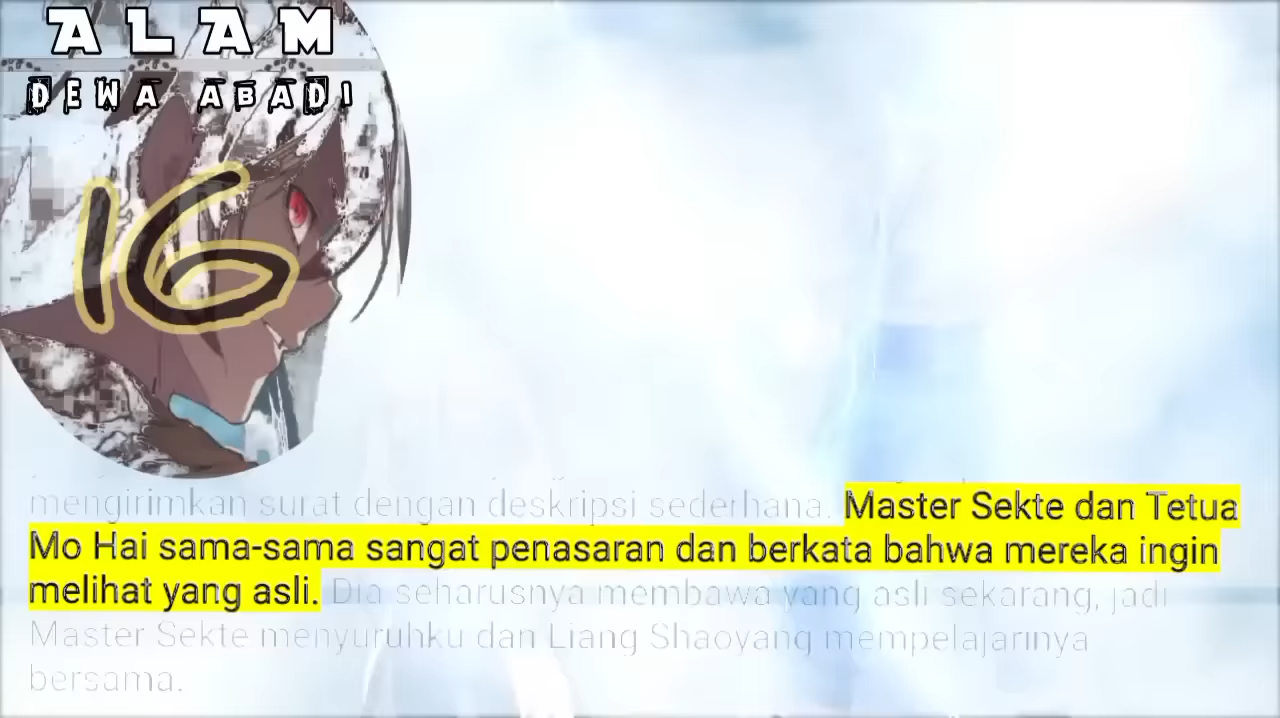 ALAM
DEWA ABADI
16
mengirimkan surat dengan deskripsi sederhana. Master Sekte dan Tetua
Mo Hai sama-sama sangat penasaran dan berkata bahwa mereka ingin
melihat yang asli. Dia seharusnya membawa yang asli sekarang, jadi
Master Sekte menyuruhku dan Liang Shaoyang mempelajarinya
bersama.